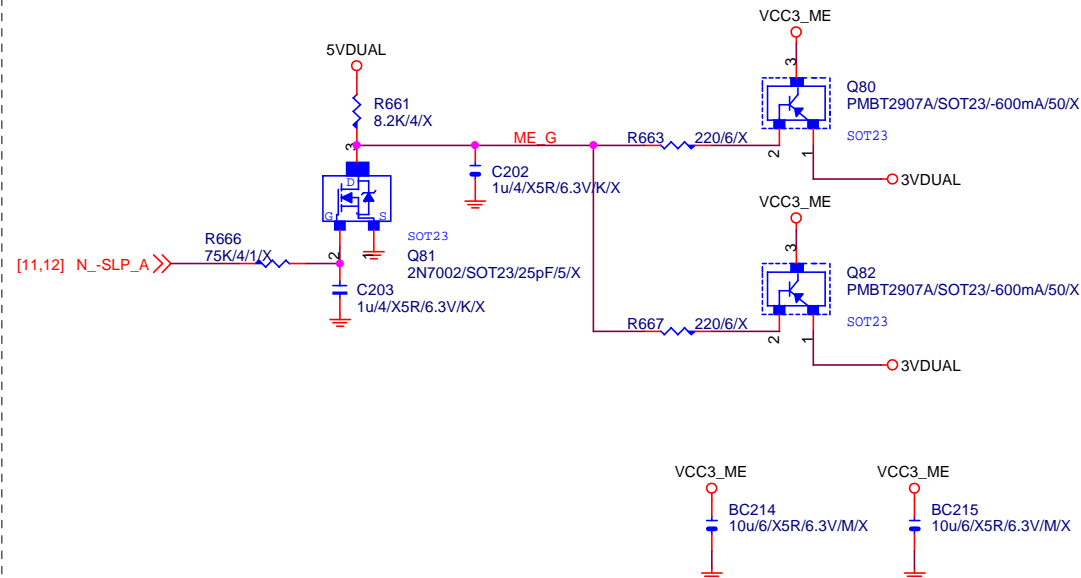 VCC3_ME
3
Q80
PMBT2907A/SOT23/-600mA/50/X
SOT23
2
1
3VDUAL
5VDUAL
R661
8.2K/4/X
3
ME_G
R663
220/6/X
C202
1u/4/X5R/6.3V/K/X
D
G
S
SOT23
Q81
2N7002/SOT23/25pF/5/X
2
1
R666
75K/4/1/X
[11,12] N_-SLP_A
C203
1u/4/X5R/6.3V/K/X
VCC3_ME
3
Q82
PMBT2907A/SOT23/-600mA/50/X
SOT23
R667
220/6/X
2
1
3VDUAL
VCC3_ME
BC214
10u/6/X5R/6.3V/M/X
VCC3_ME
BC215
10u/6/X5R/6.3V/M/X